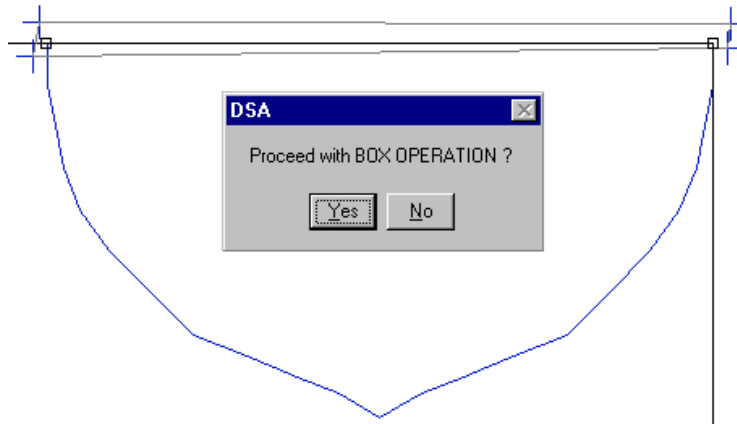 DSA
Proceed with BOX OPERATION ?
Yes No